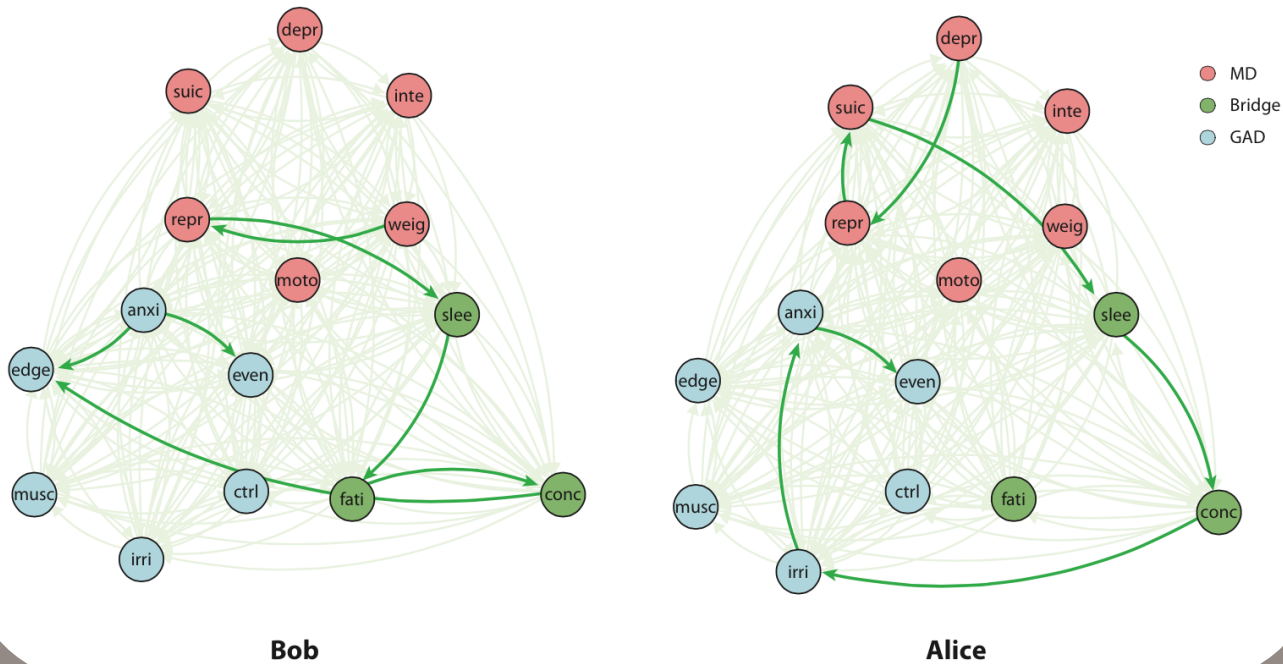 depr
suic
inte
repr
weig
moto
anxi
slee
edge
even
musc
ctrl
fati
conc
irri
Bob
depr
suic
inte
repr
weig
moto
anxi
slee
edge
even
musc
ctrl
fati
conc
irri
Alice
MD
Bridge
GAD